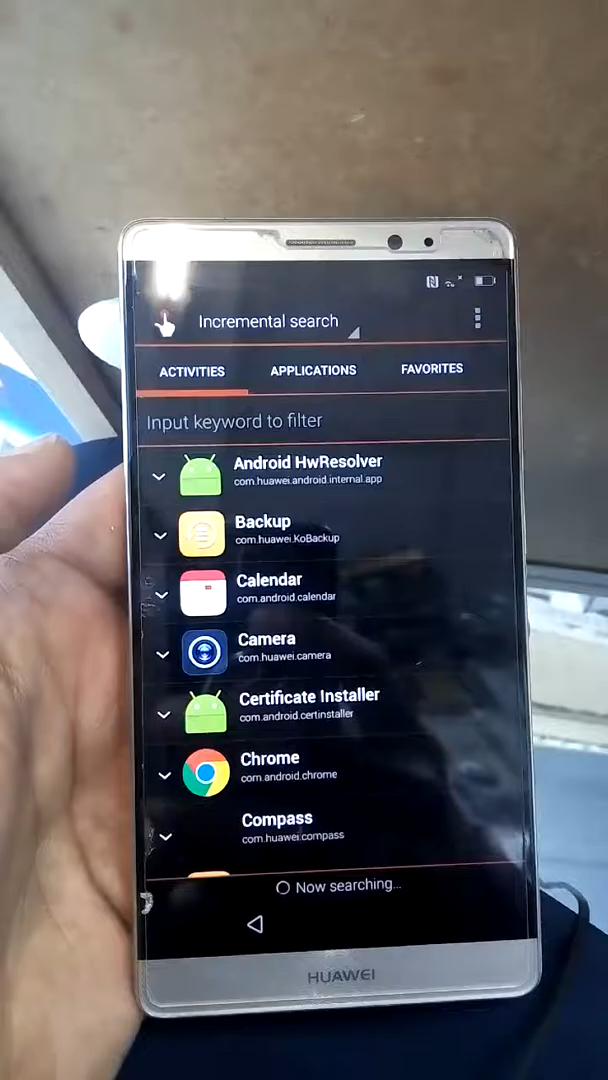 Incremental search
ACTIVITIES APPLICATIONS FAVORITES
Input keyword to filter
Android HwResolver
com.huawei.android.internal.app
Backup
com.huawei.KoBackup
Calendar
com.android.calendar
Camera
com.huawei.camera
Certificate Installer
com.android.certinstaller
Chrome
com.android.chrome
Compass
com.huawei.compass
Now searching...
HUAWEI